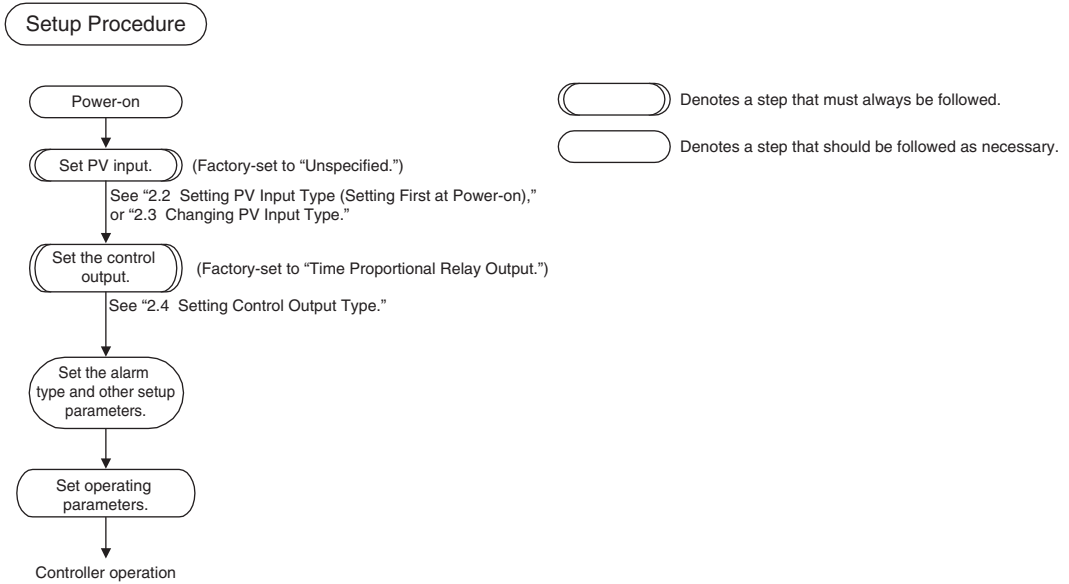 Setup Procedure
Power-on
Denotes a step that must always be followed.
Set PV input.
(Factory-set to "Unspecified.")
Denotes a step that should be followed as necessary.
See “2.2 Setting PV Input Type (Setting First at Power-on),”
or “2.3 Changing PV Input Type.”
Set the control
output.
(Factory-set to “Time Proportional Relay Output.”)
See “2.4 Setting Control Output Type.”
Set the alarm
type and other setup
parameters.
Set operating
parameters.
Controller operation